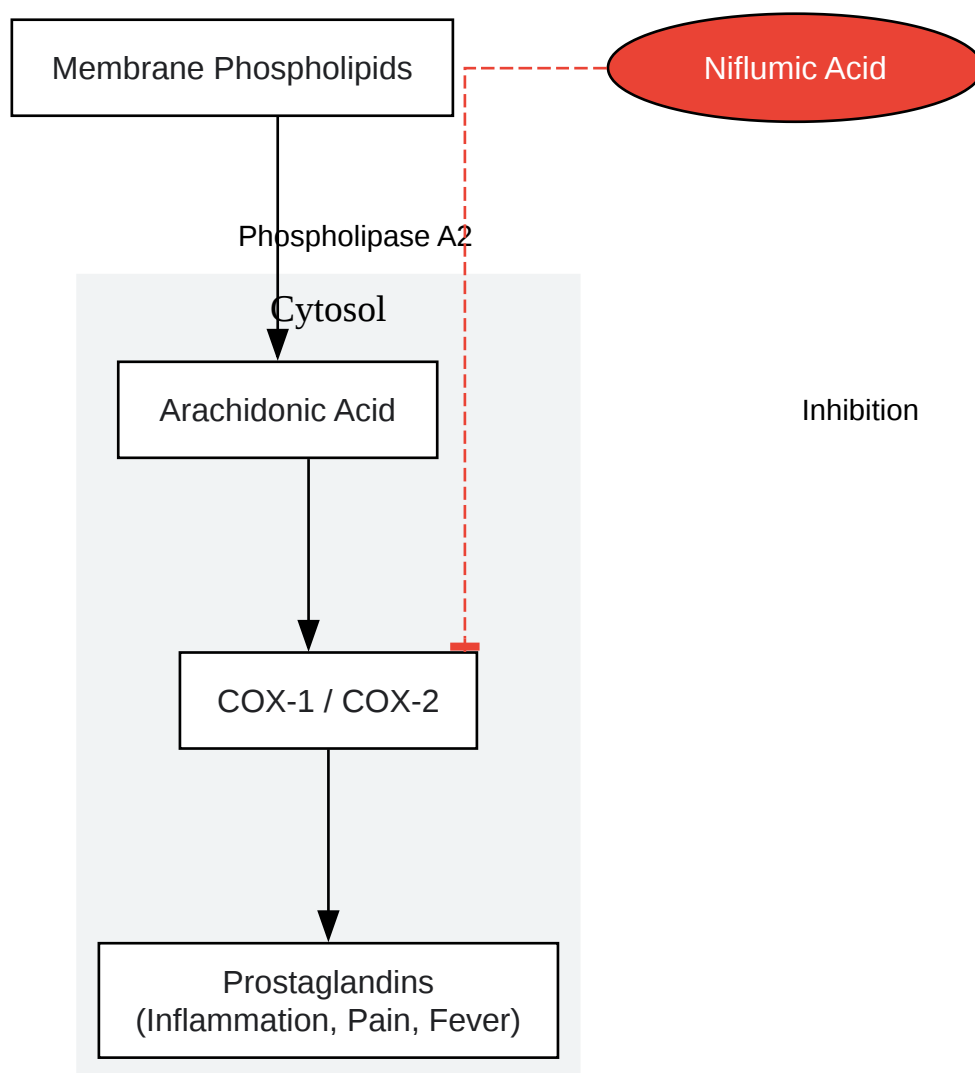 Membrane Phospholipids
Niflumic Acid
Phospholipase A2
Cytosol
Arachidonic Acid
Inhibition
COX-1 / COX-2
Prostaglandins
(Inflammation, Pain, Fever)